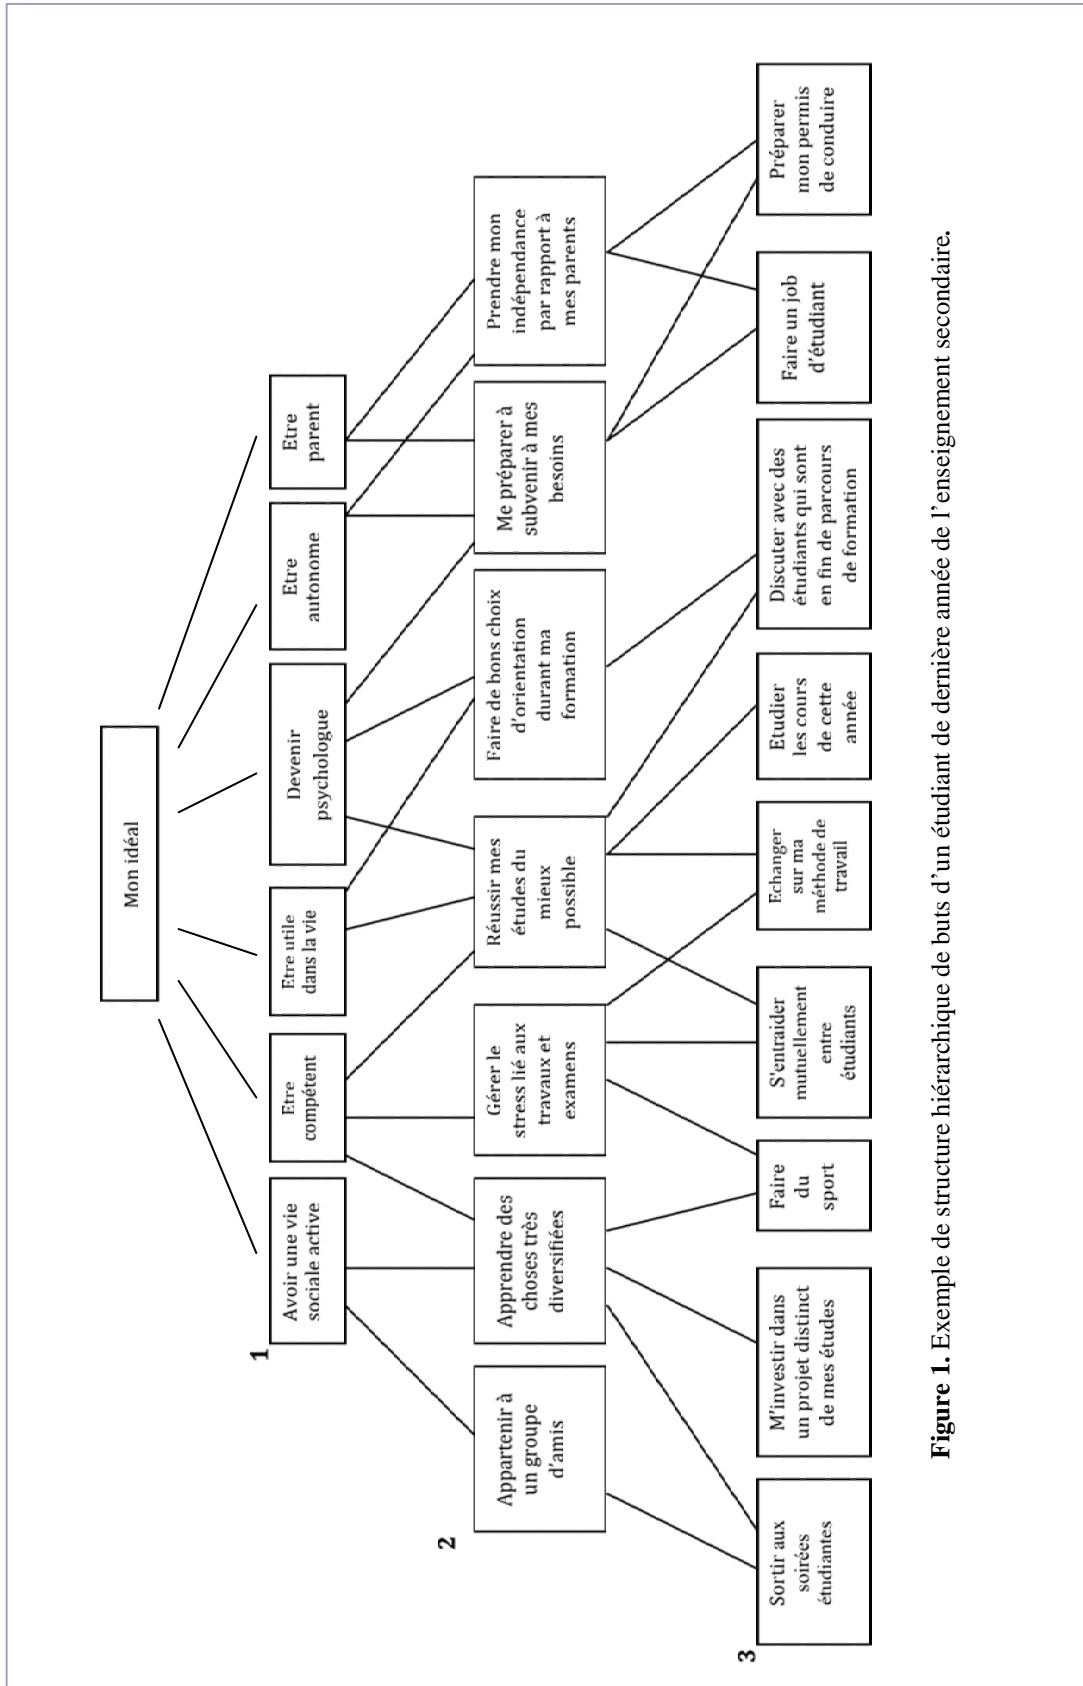 Mon idéal
1
Avoir une vie
sociale active
Etre
compétent
Etre utile
dans la vie
Devenir
psychologue
Etre
autonome
Etre
parent
2
Appartenir à
un groupe
d'amis
Apprendre des
choses très
diversifiées
Gérer le
stress lié aux
travaux et
examens
Réussir mes
études du
mieux
possible
Faire de bons choix
d'orientation
durant ma
formation
Me préparer à
subvenir à mes
besoins
Prendre mon
indépendance
par rapport à
mes parents
3
Sortir aux
soirées
étudiantes
M'investir dans
un projet distinct
de mes études
Faire
du
sport
S'entraider
mutuellement
entre
étudiants
Echanger
sur ma
méthode de
travail
Etudier
les cours
de cette
année
Discuter avec des
étudiants qui sont
en fin de parcours
de formation
Faire un job
d'étudiant
Préparer
mon permis
de conduire
Figure 1. Exemple de structure hiérarchique de buts d'un étudiant de dernière année de l'enseignement secondaire.